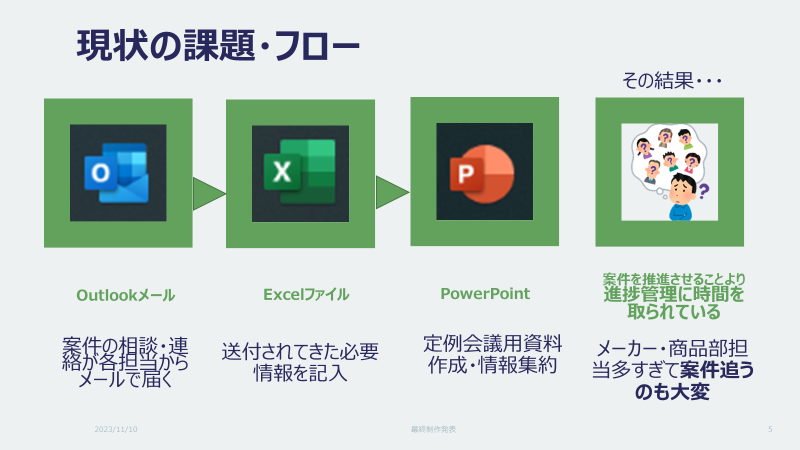 現状の課題・フロー
その結果・・・
O
X
P
?
Outlookメール
Excelファイル
PowerPoint
案件を推進させることより
進捗管理に時間を
取られている
案件の相談・連
絡が各担当から
メールで届く
送付されてきた必要
情報を記入
定例会議用資料
作成・情報集約
メーカー・商品部担
当多すぎて案件追う
のも大変
2023/11/10
最終制作発表
5